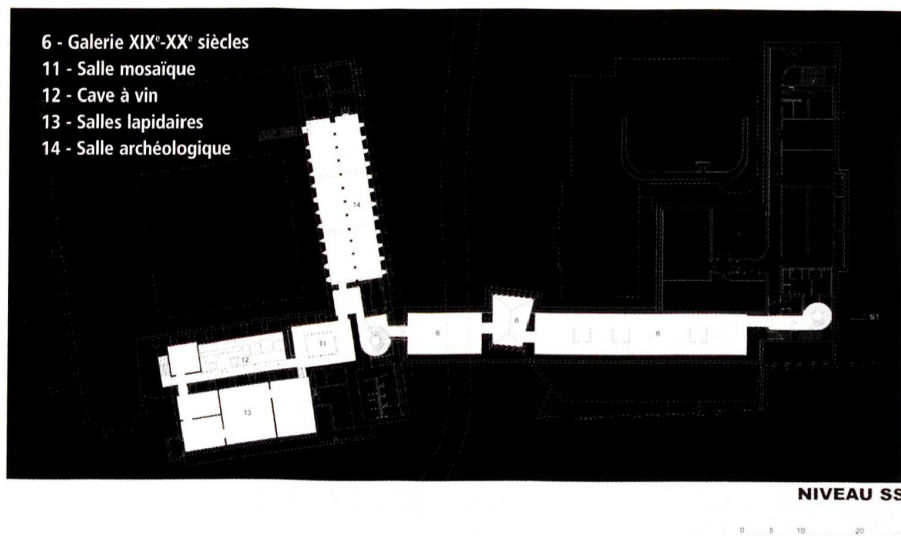 6 - Galerie XIXᵉ-XXᵉ siècles
11 - Salle mosaïque
12 - Cave à vin
13 - Salles lapidaires
14 - Salle archéologique
14
6
6
6
11
12
13
S1
NIVEAU SS
0 5 10 20